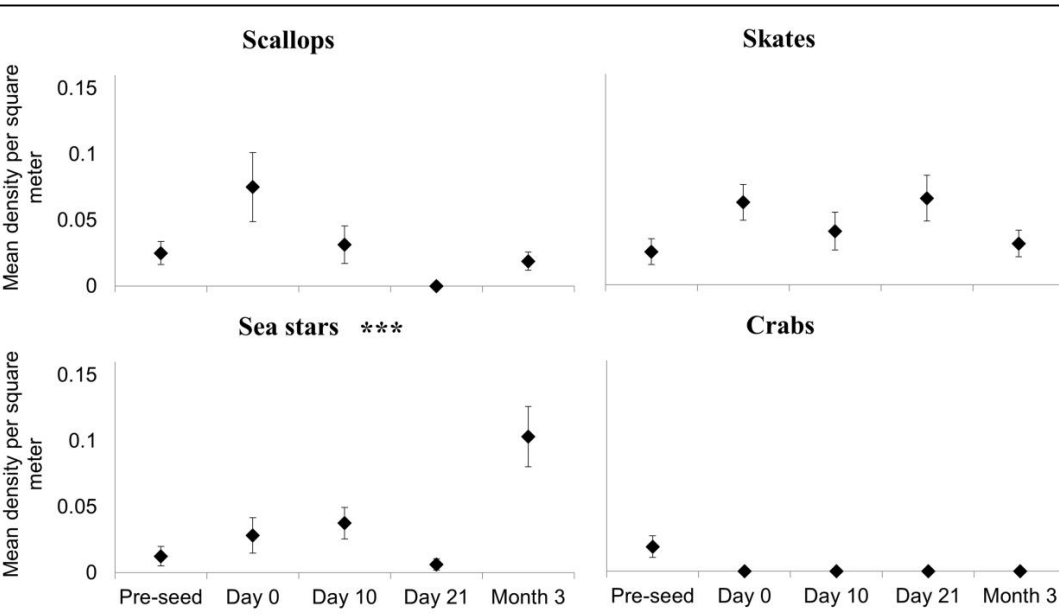 Scallops
Skates
Mean density per square
meter
0.15
0.1
0.05
0
Sea stars ***
Crabs
Mean density per square
meter
0.15
0.1
0.05
0
Pre-seed Day 0 Day 10 Day 21 Month 3
Pre-seed Day 0 Day 10 Day 21 Month 3